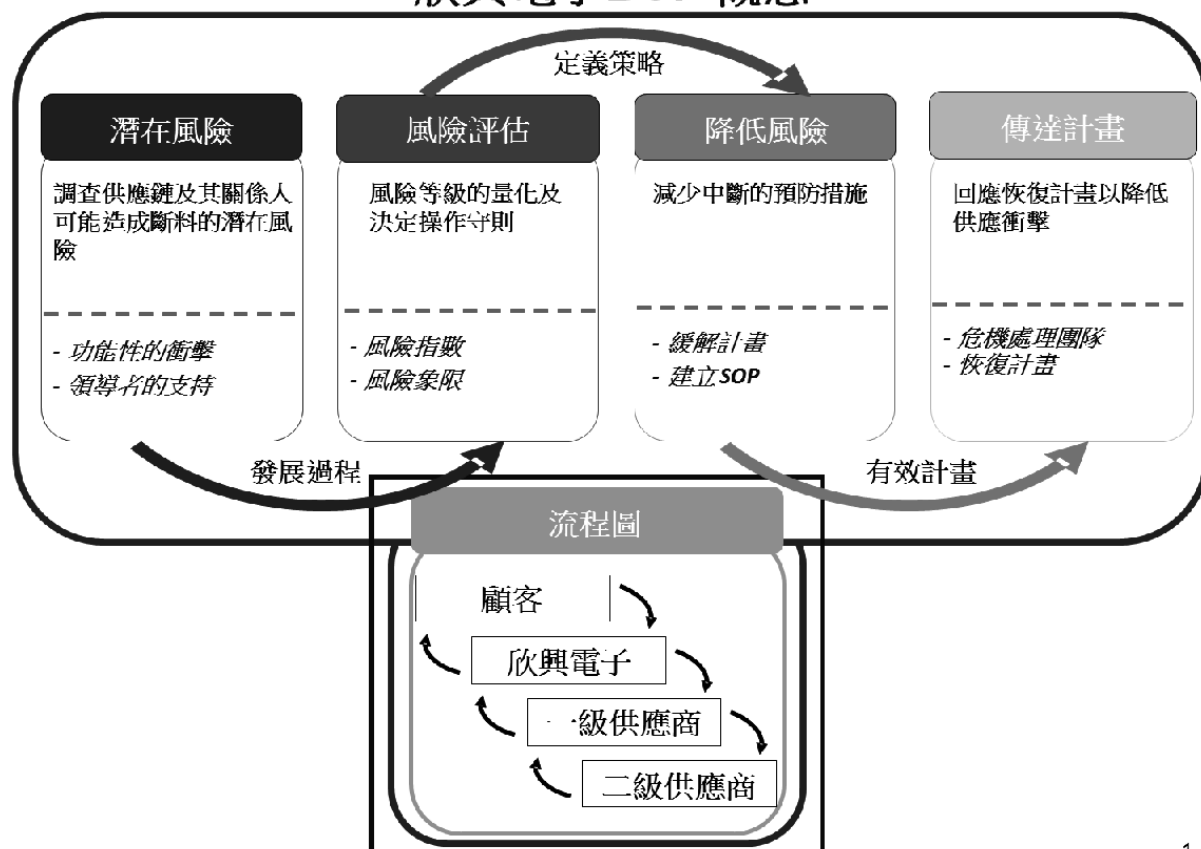 定義策略
潛在風險
調查供應鏈及其關係人
可能造成斷料的潛在風
險
- 功能性的衝擊
- 領導者的支持
風險評估
風險等級的量化及
決定操作守則
- 風險指數
- 風險象限
降低風險
減少中斷的預防措施
- 緩解計畫
- 建立SOP
傳達計畫
回應恢復計畫以降低
供應衝擊
- 危機處理團隊
- 恢復計畫
發展過程
有效計畫
流程圖
顧客
欣興電子
一級供應商
二級供應商
1